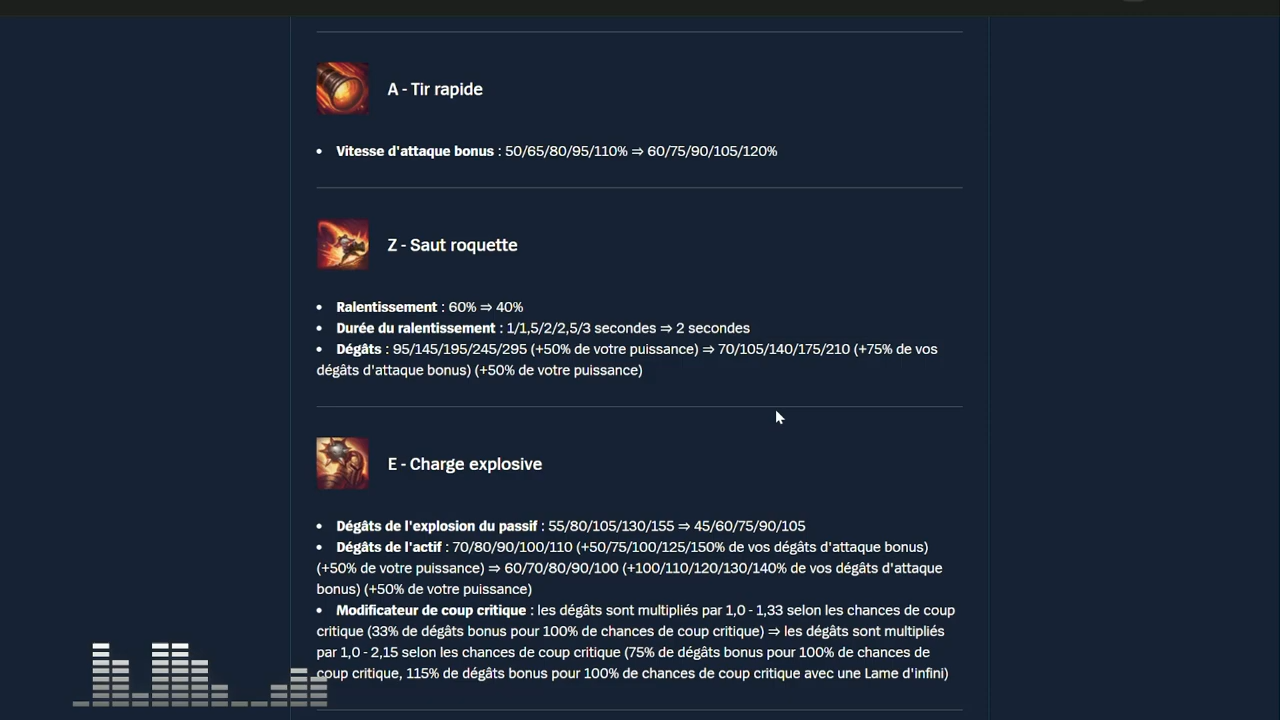 A - Tir rapide
• Vitesse d'attaque bonus : 50/65/80/95/110% ⇒ 60/75/90/105/120%
Z - Saut roquette
• Ralentissement : 60% ⇒ 40%
• Durée du ralentissement : 1/1,5/2/2,5/3 secondes ⇒ 2 secondes
• Dégâts : 95/145/195/245/295 (+50% de votre puissance) ⇒ 70/105/140/175/210 (+75% de vos
dégâts d'attaque bonus) (+50% de votre puissance)
E - Charge explosive
• Dégâts de l'explosion du passif : 55/80/105/130/155 ⇒ 45/60/75/90/105
• Dégâts de l'actif : 70/80/90/100/110 (+50/75/100/125/150% de vos dégâts d'attaque bonus)
(+50% de votre puissance) ⇒ 60/70/80/90/100 (+100/110/120/130/140% de vos dégâts d'attaque
bonus) (+50% de votre puissance)
• Modificateur de coup critique : les dégâts sont multipliés par 1,0 - 1,33 selon les chances de coup
critique (33% de dégâts bonus pour 100% de chances de coup critique) ⇒ les dégâts sont multipliés
par 1,0 - 2,15 selon les chances de coup critique (75% de dégâts bonus pour 100% de chances de
coup critique, 115% de dégâts bonus pour 100% de chances de coup critique avec une Lame d'infini)